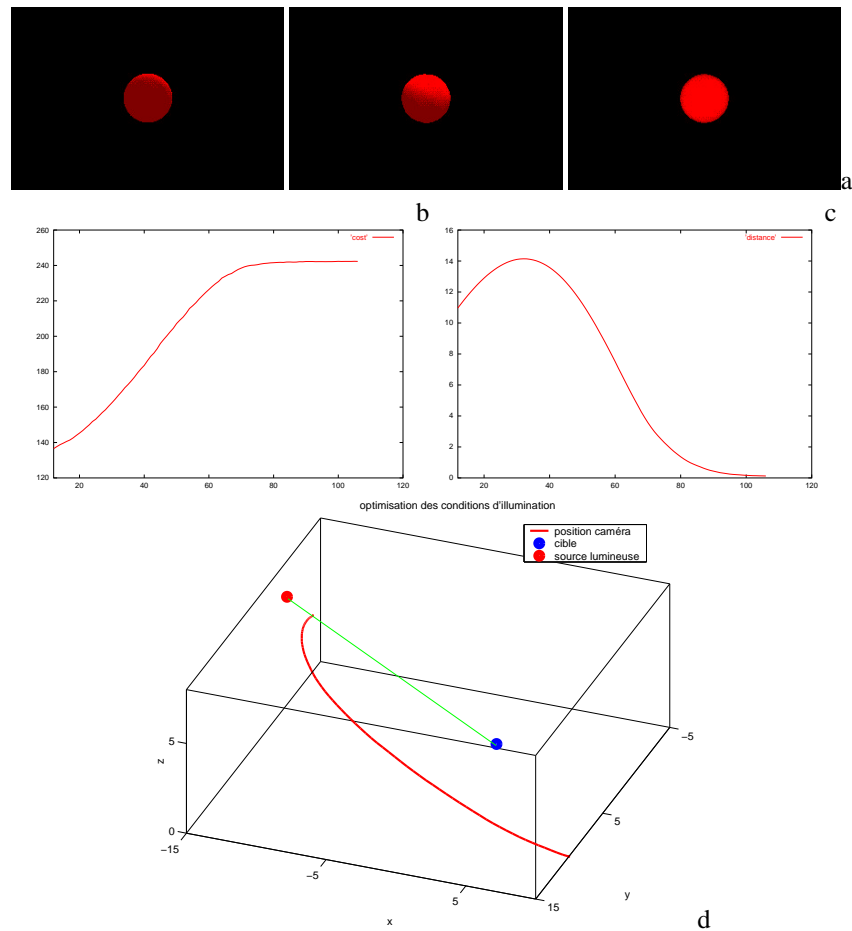 a
b
c
260
240
220
200
180
160
140
120
20
40
60
80
100
120
'cost'
16
14
12
10
8
6
4
2
0
20
40
60
80
100
120
'distance'
optimisation des conditions d'illumination
position caméra
cible
source lumineuse
5
0
z
−15
−5
5
x
15
5
−5
y
d